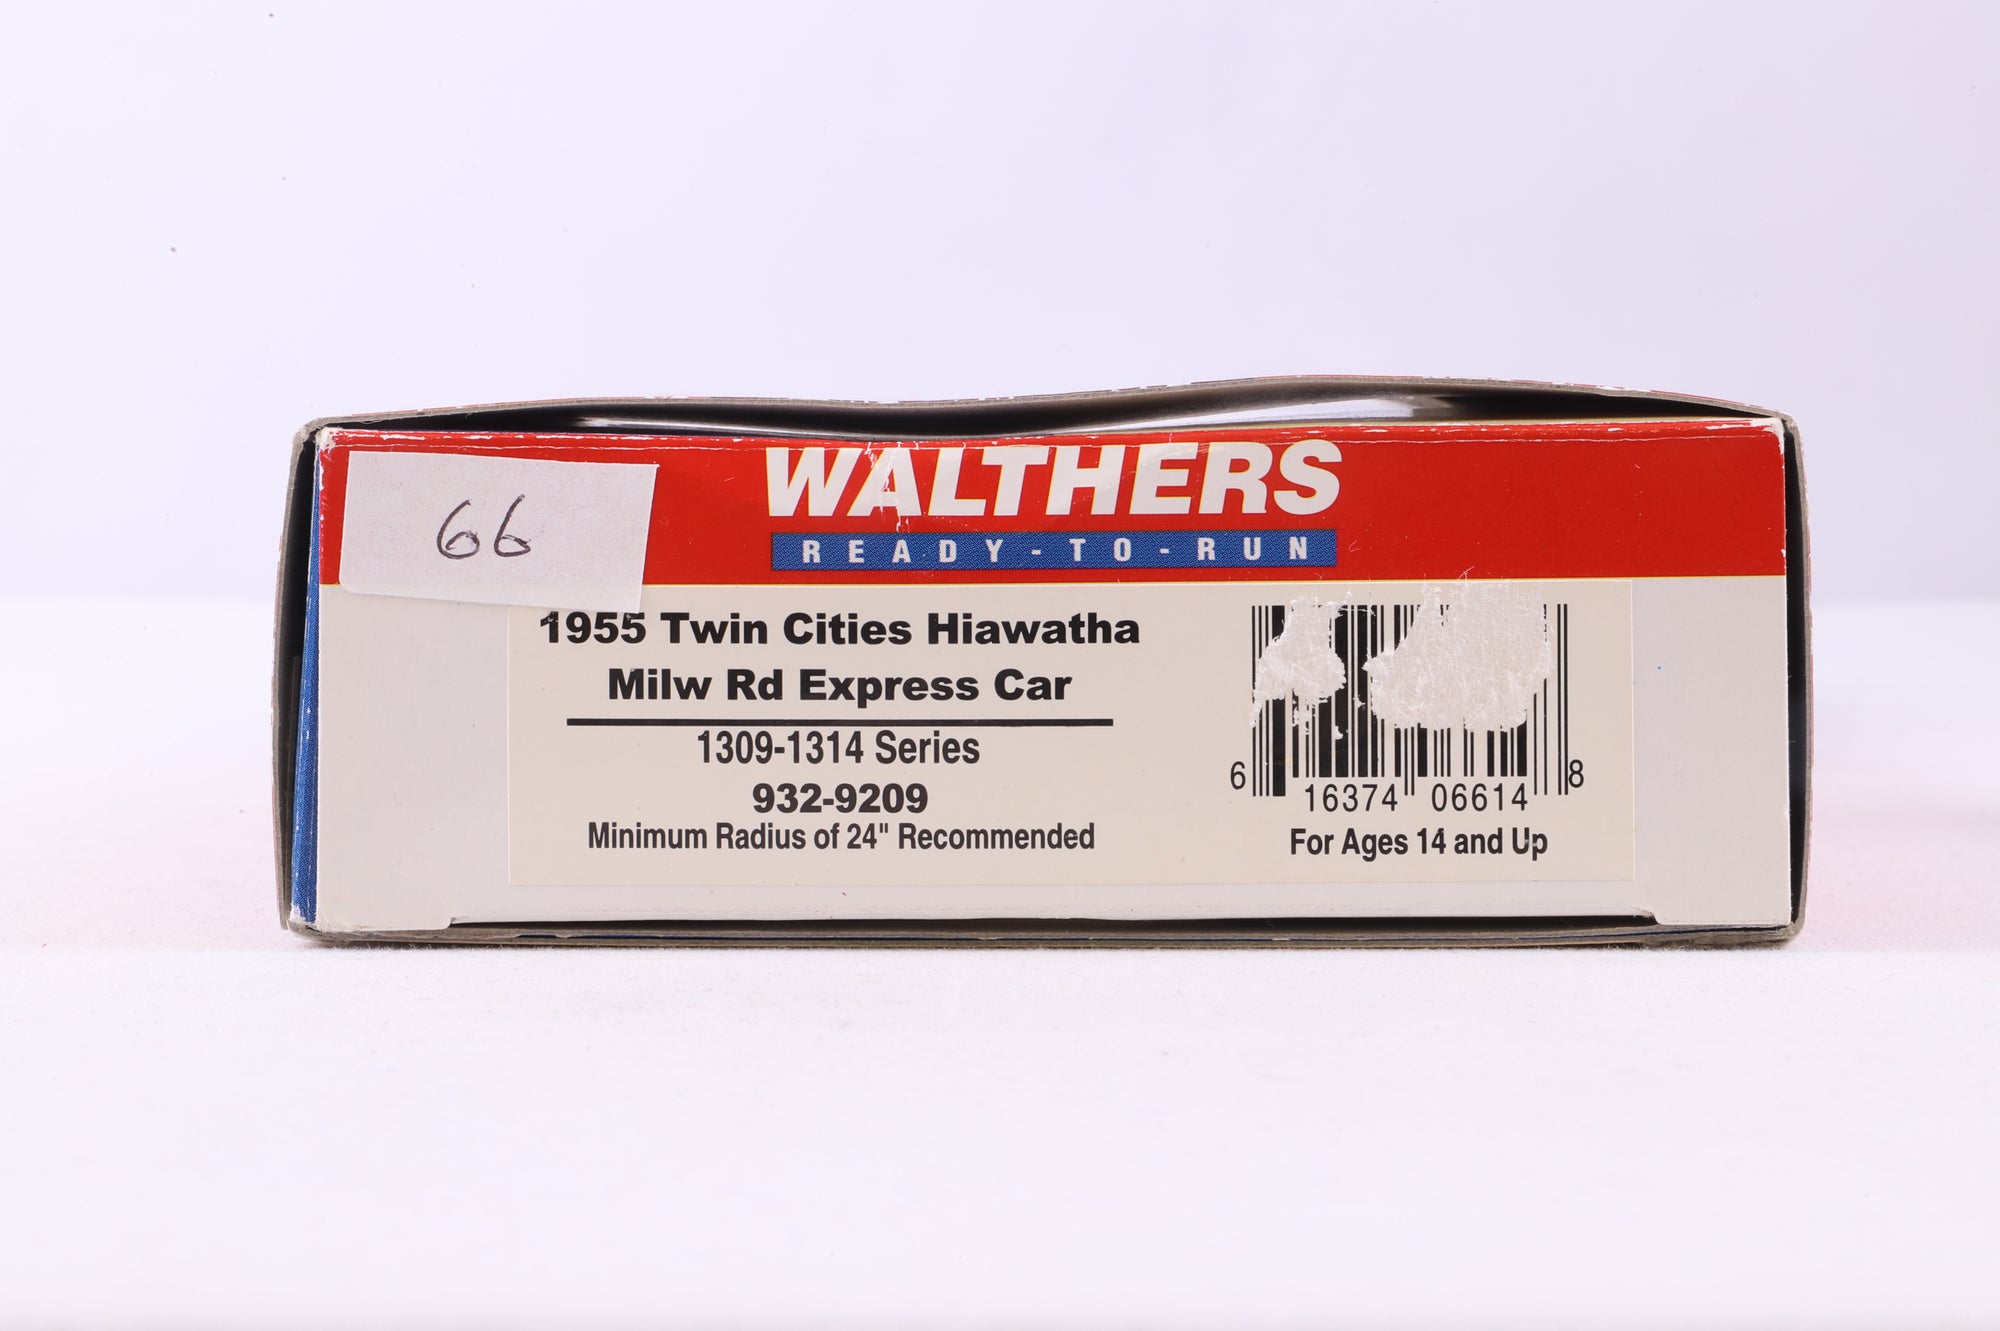 66
WALTHERS
READY-TO-RUN
1955 Twin Cities Hiawatha
Milw Rd Express Car
1309-1314 Series
932-9209
Minimum Radius of 24" Recommended
6 16374 06614 8
For Ages 14 and Up